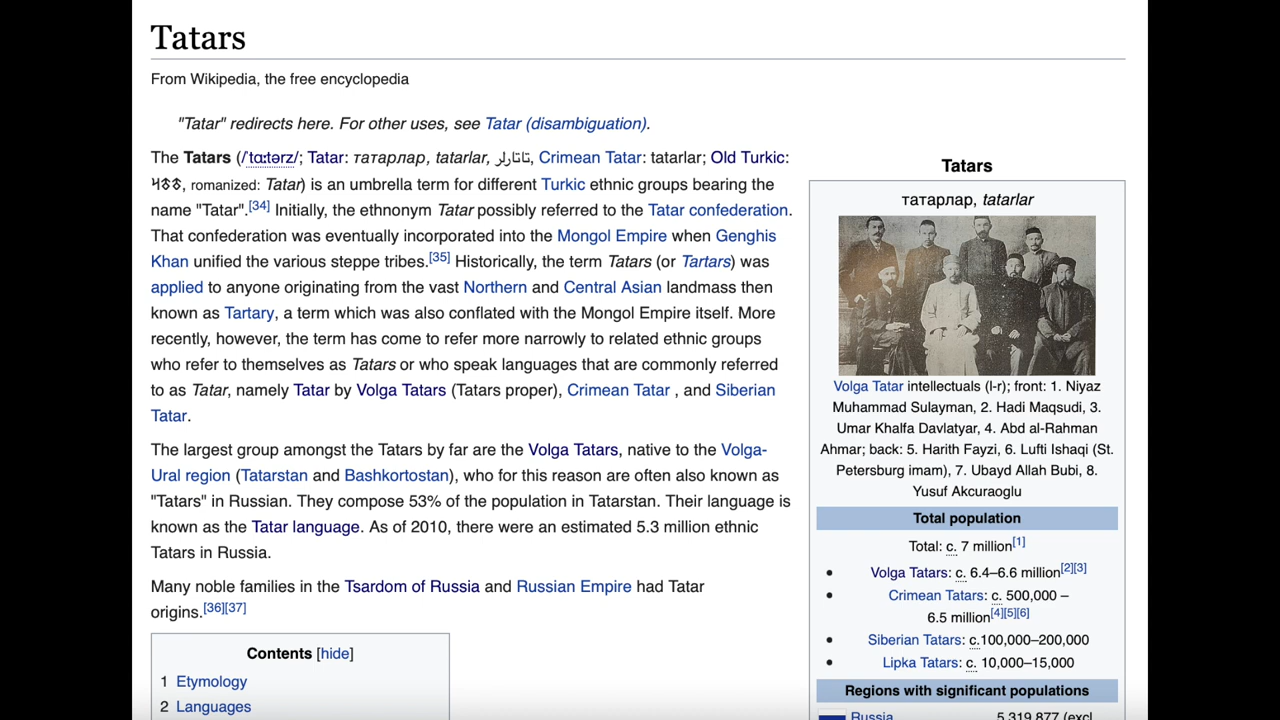 Tatars
From Wikipedia, the free encyclopedia
"Tatar" redirects here. For other uses, see Tatar (disambiguation).
The Tatars (/ˈtɑːtərz/; Tatar: татарлар, tatarlar, تاتارلر, Crimean Tatar: tatarlar; Old Turkic:
𐱃𐱃𐰺, romanized: Tatar) is an umbrella term for different Turkic ethnic groups bearing the
name "Tatar".[34] Initially, the ethnonym Tatar possibly referred to the Tatar confederation.
That confederation was eventually incorporated into the Mongol Empire when Genghis
Khan unified the various steppe tribes.[35] Historically, the term Tatars (or Tartars) was
applied to anyone originating from the vast Northern and Central Asian landmass then
known as Tartary, a term which was also conflated with the Mongol Empire itself. More
recently, however, the term has come to refer more narrowly to related ethnic groups
who refer to themselves as Tatars or who speak languages that are commonly referred
to as Tatar, namely Tatar by Volga Tatars (Tatars proper), Crimean Tatar , and Siberian
Tatar.
The largest group amongst the Tatars by far are the Volga Tatars, native to the Volga-
Ural region (Tatarstan and Bashkortostan), who for this reason are often also known as
"Tatars" in Russian. They compose 53% of the population in Tatarstan. Their language is
known as the Tatar language. As of 2010, there were an estimated 5.3 million ethnic
Tatars in Russia.
Many noble families in the Tsardom of Russia and Russian Empire had Tatar
origins.[36][37]
Contents [hide]
1 Etymology
2 Languages
Tatars
татарлар, tatarlar
Volga Tatar intellectuals (l-r); front: 1. Niyaz
Muhammad Sulayman, 2. Hadi Maqsudi, 3.
Umar Khalfa Davlatyar, 4. Abd al-Rahman
Ahmar; back: 5. Harith Fayzi, 6. Lufti Ishaqi (St.
Petersburg imam), 7. Ubayd Allah Bubi, 8.
Yusuf Akcuraoglu
Total population
Total: c. 7 million[1]
• Volga Tatars: c. 6.4–6.6 million[2][3]
• Crimean Tatars: c. 500,000 –
6.5 million[4][5][6]
• Siberian Tatars: c.100,000–200,000
• Lipka Tatars: c. 10,000–15,000
Regions with significant populations
Russia 5,319,877 (excl